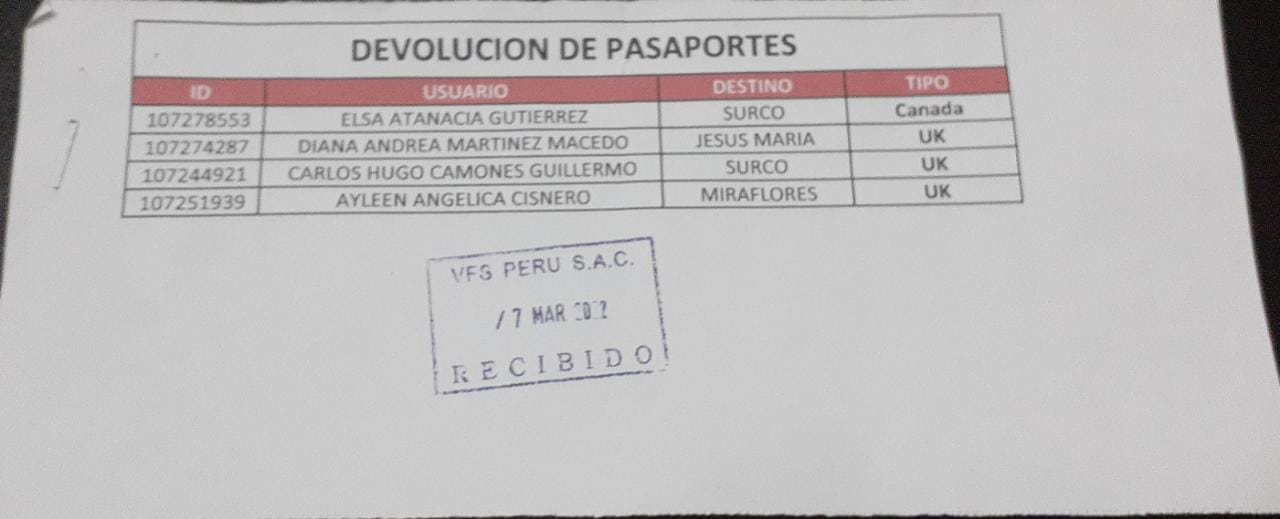 DEVOLUCION DE PASAPORTES
ID USUARIO DESTINO TIPO
107278553 ELSA ATANACIA GUTIERREZ SURCO Canada
107274287 DIANA ANDREA MARTINEZ MACEDO JESUS MARIA UK
107244921 CARLOS HUGO CAMONES GUILLERMO SURCO UK
107251939 AYLEEN ANGELICA CISNERO MIRAFLORES UK
VFS PERU S.A.C.
7 MAR
RECIBIDO